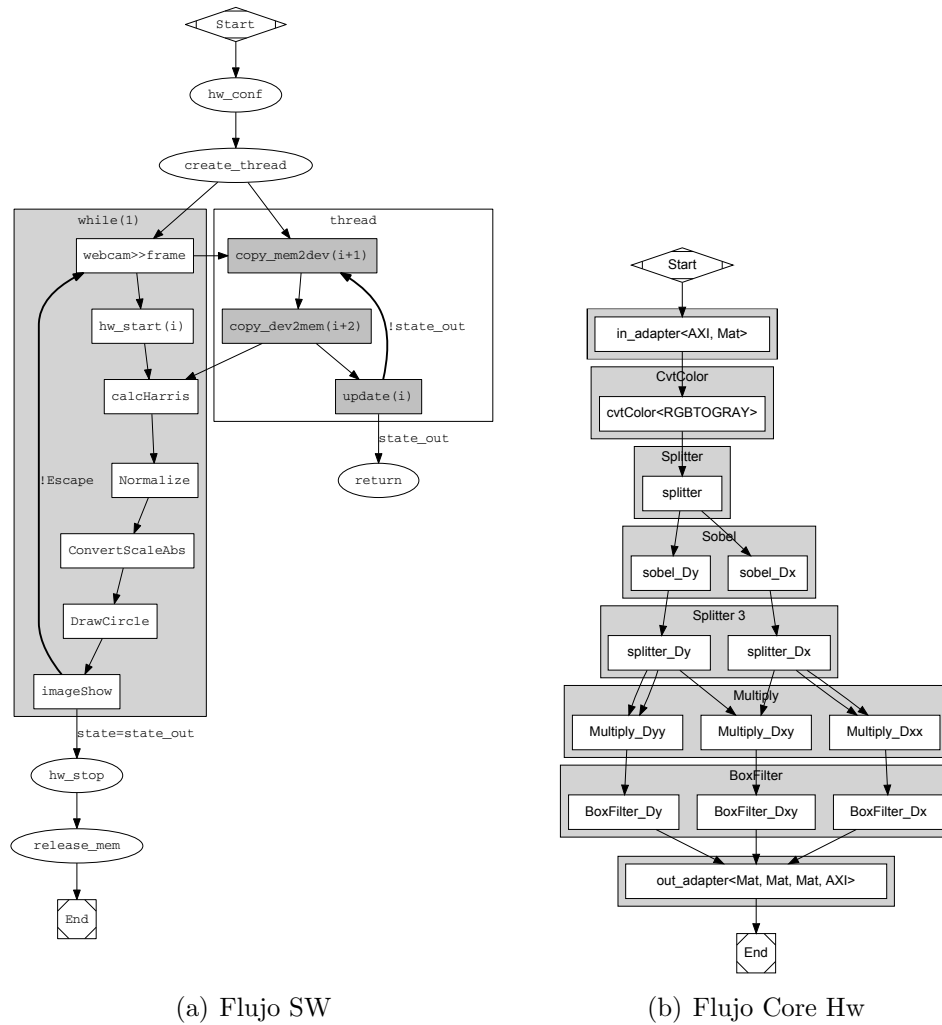 Start
hw_conf
create_thread
while(1)
webcam>>frame
hw_start(i)
calcHarris
Normalize
!Escape
ConvertScaleAbs
DrawCircle
imageShow
state=state_out
hw_stop
release_mem
End
thread
copy_mem2dev(i+1)
copy_dev2mem(i+2)
!state_out
update(i)
state_out
return
(a) Flujo SW
Start
in_adapter<AXI, Mat>
CvtColor
cvtColor<RGBTOGRAY>
Splitter
splitter
Sobel
sobel_Dy sobel_Dx
Splitter 3
splitter_Dy splitter_Dx
Multiply
Multiply_Dyy Multiply_Dxy Multiply_Dxx
BoxFilter
BoxFilter_Dy BoxFilter_Dxy BoxFilter_Dx
out_adapter<Mat, Mat, Mat, AXI>
End
(b) Flujo Core Hw